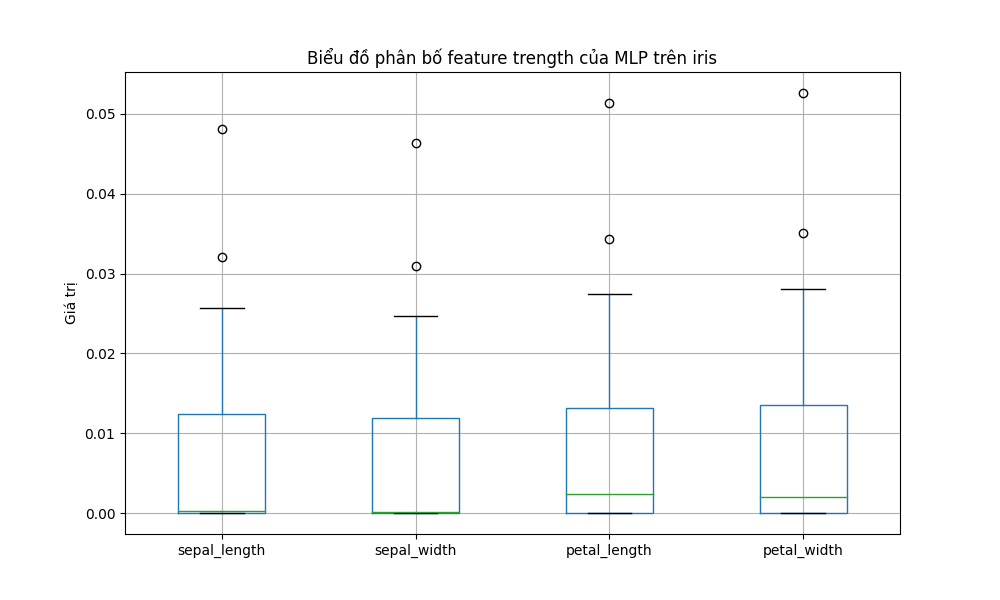 Biểu đồ phân bố feature trength của MLP trên iris
Giá trị
0.05
0.04
0.03
0.02
0.01
0.00
sepal_length
sepal_width
petal_length
petal_width